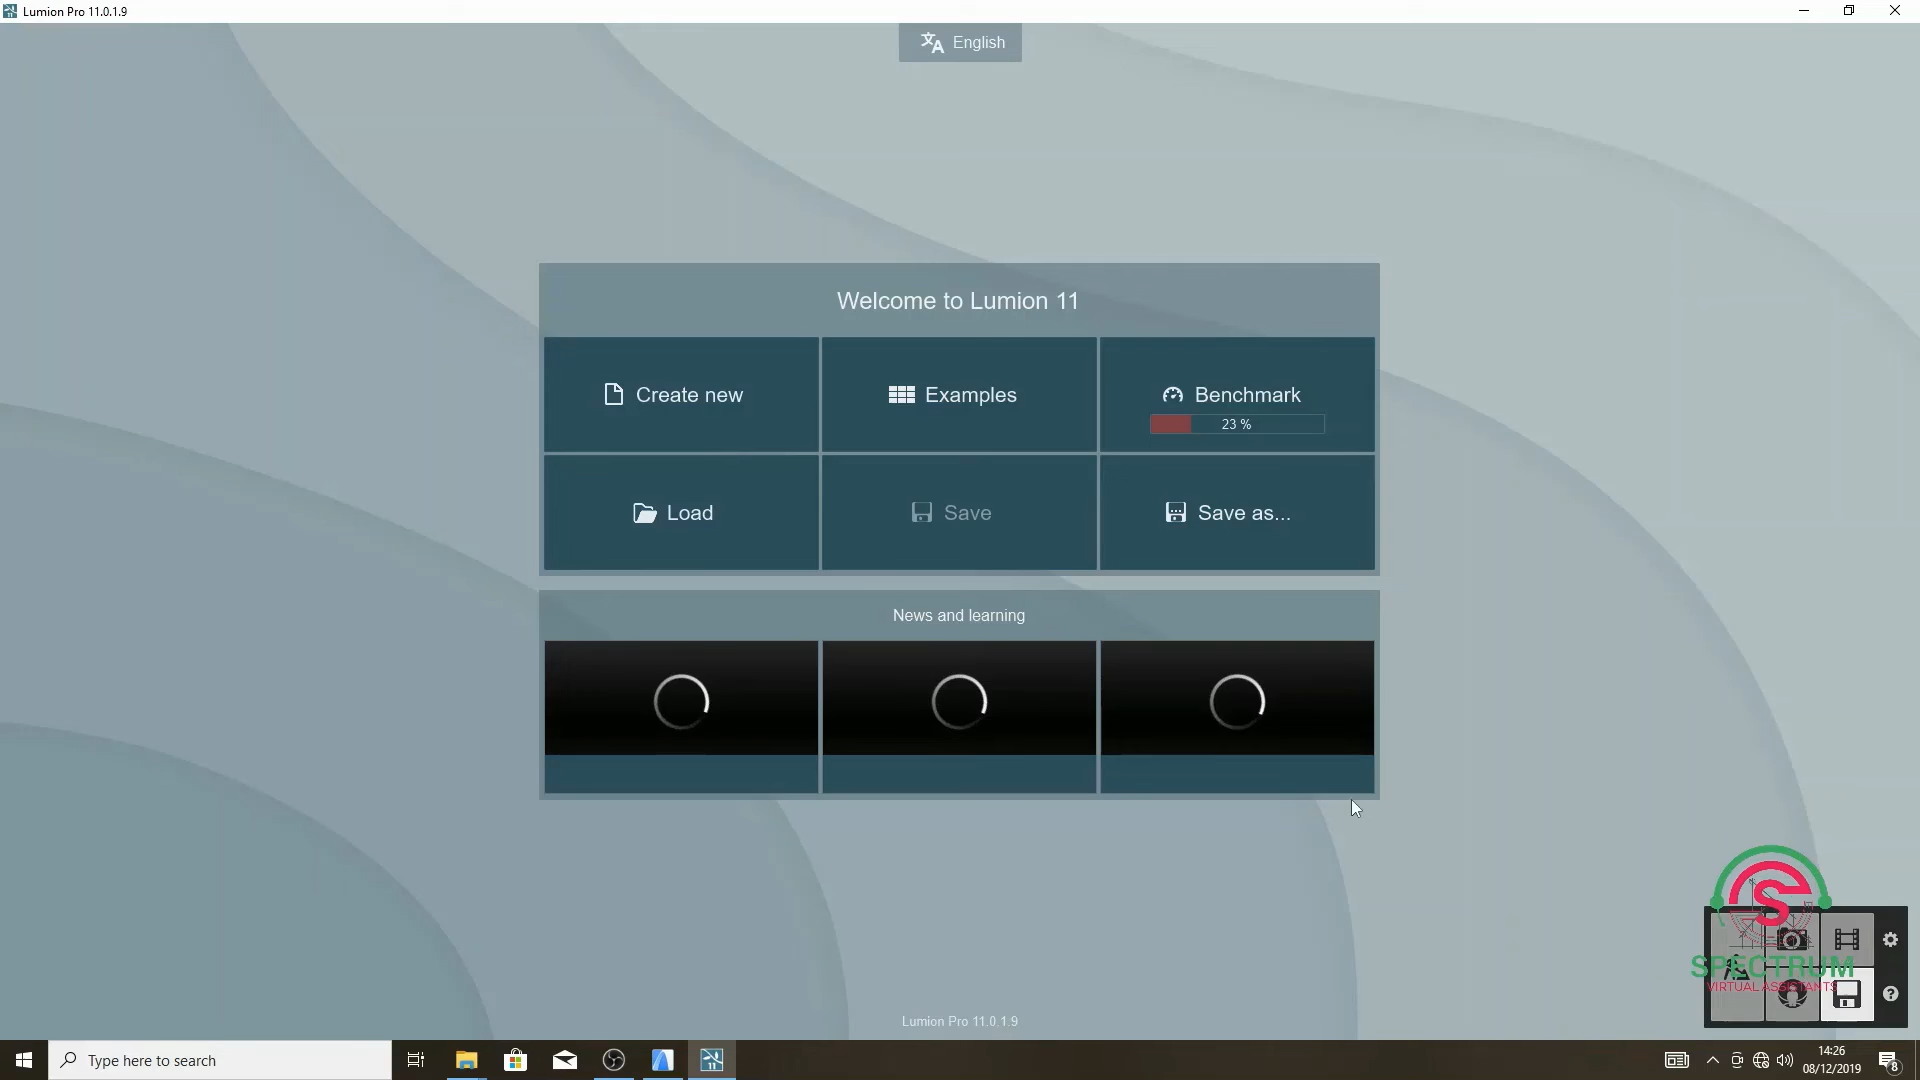 Lumion Pro 11.0.1.9
English
Welcome to Lumion 11
Create new
Examples
Benchmark
23 %
Load
Save
Save as...
News and learning
SPECTRUM
VIRTUAL ASSISTANTS
Lumion Pro 11.0.1.9
Type here to search
14:26
08/12/2019
8